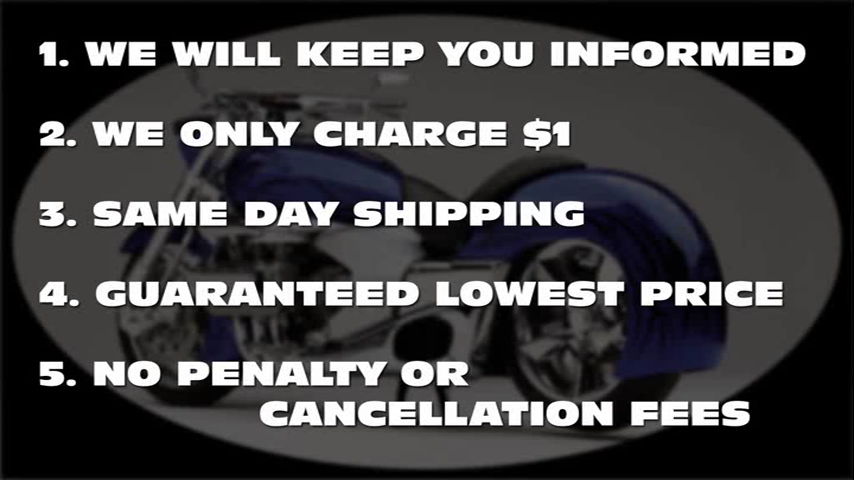 1. WE WILL KEEP YOU INFORMED
2. WE ONLY CHARGE $1
3. SAME DAY SHIPPING
4. GUARANTEED LOWEST PRICE
5. NO PENALTY OR
CANCELLATION FEES